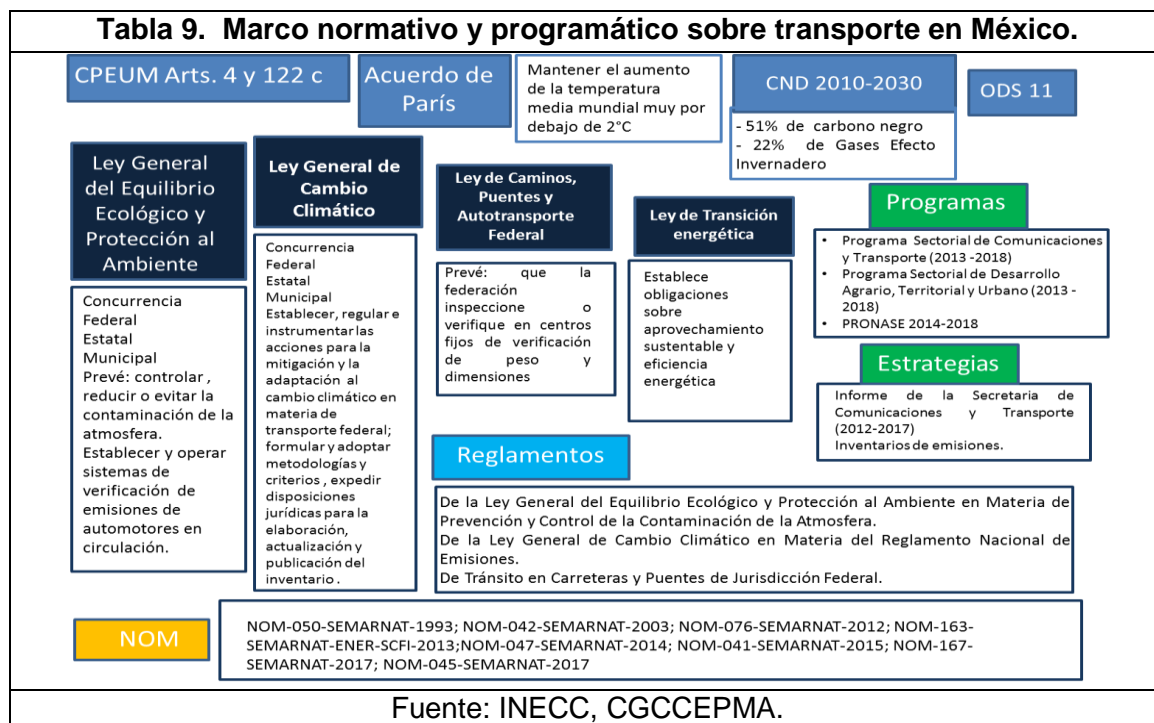 Tabla 9.  Marco normativo y programático sobre transporte en México.
CPEUM Arts. 4 y 122 c
Acuerdo de
París
Mantener el aumento
de la temperatura
media mundial muy por
debajo de 2°C
CND 2010-2030
- 51% de carbono negro
- 22% de Gases Efecto
Invernadero
ODS 11
Ley General
del Equilibrio
Ecológico y
Protección al
Ambiente
Concurrencia
Federal
Estatal
Municipal
Prevé: controlar ,
reducir o evitar la
contaminación de la
atmosfera.
Establecer y operar
sistemas de
verificación de
emisiones de
automotores en
circulación.
Ley General de
Cambio
Climático
Concurrencia
Federal
Estatal
Municipal
Establecer, regular e
instrumentar las
acciones para la
mitigación y la
adaptación al
cambio climático en
materia de
transporte federal;
formular y adoptar
metodologías y
criterios , expedir
disposiciones
jurídicas para la
elaboración,
actualización y
publicación del
inventario .
Ley de Caminos,
Puentes y
Autotransporte
Federal
Prevé: que la
federación
inspeccione o
verifique en centros
fijos de verificación
de peso y
dimensiones
Ley de Transición
energética
Establece
obligaciones
sobre
aprovechamiento
sustentable y
eficiencia
energética
Programas
• Programa Sectorial de Comunicaciones
y Transporte (2013 -2018)
• Programa Sectorial de Desarrollo
Agrario, Territorial y Urbano (2013 -
2018)
• PRONASE 2014-2018
Estrategias
Informe de la Secretaria de
Comunicaciones y Transporte
(2012-2017)
Inventarios de emisiones.
Reglamentos
De la Ley General del Equilibrio Ecológico y Protección al Ambiente en Materia de
Prevención y Control de la Contaminación de la Atmosfera.
De la Ley General de Cambio Climático en Materia del Reglamento Nacional de
Emisiones.
De Tránsito en Carreteras y Puentes de Jurisdicción Federal.
NOM
NOM-050-SEMARNAT-1993; NOM-042-SEMARNAT-2003; NOM-076-SEMARNAT-2012; NOM-163-
SEMARNAT-ENER-SCFI-2013;NOM-047-SEMARNAT-2014; NOM-041-SEMARNAT-2015; NOM-167-
SEMARNAT-2017; NOM-045-SEMARNAT-2017
Fuente: INECC, CGCCEPMA.